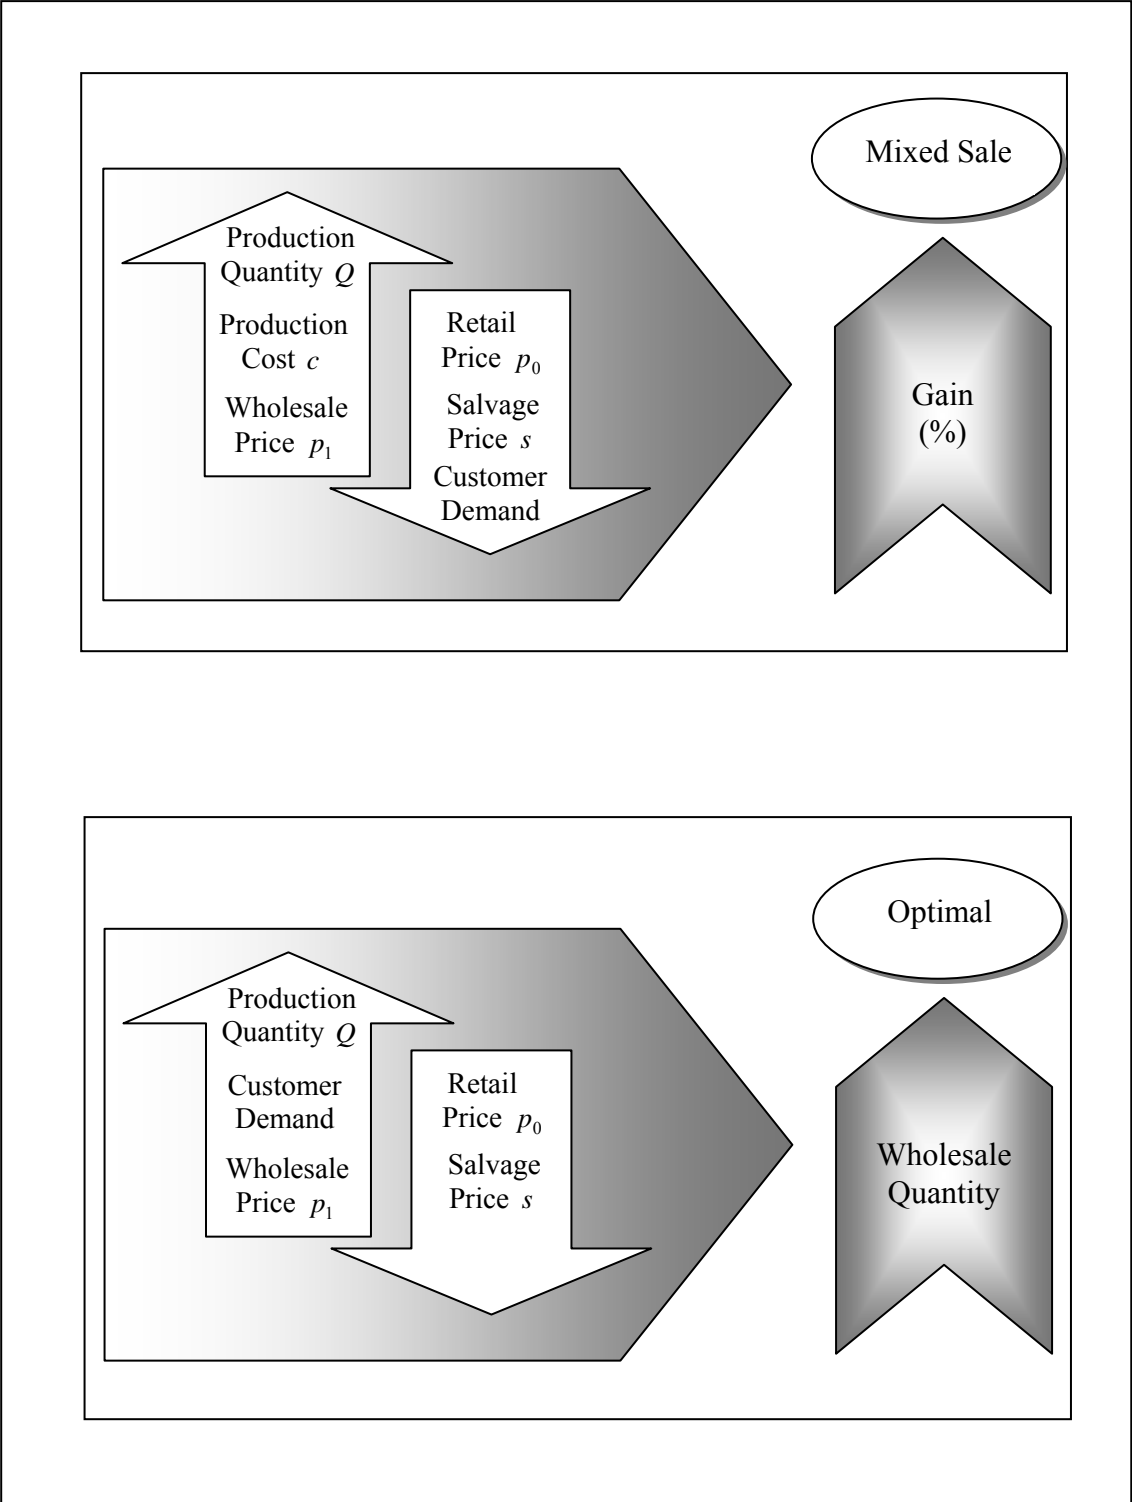 Mixed Sale
Production
Quantity Q
Production
Cost c
Wholesale
Price p1
Retail
Price p0
Salvage
Price s
Customer
Demand
Gain
(%)
Optimal
Production
Quantity Q
Customer
Demand
Wholesale
Price p1
Retail
Price p0
Salvage
Price s
Wholesale
Quantity